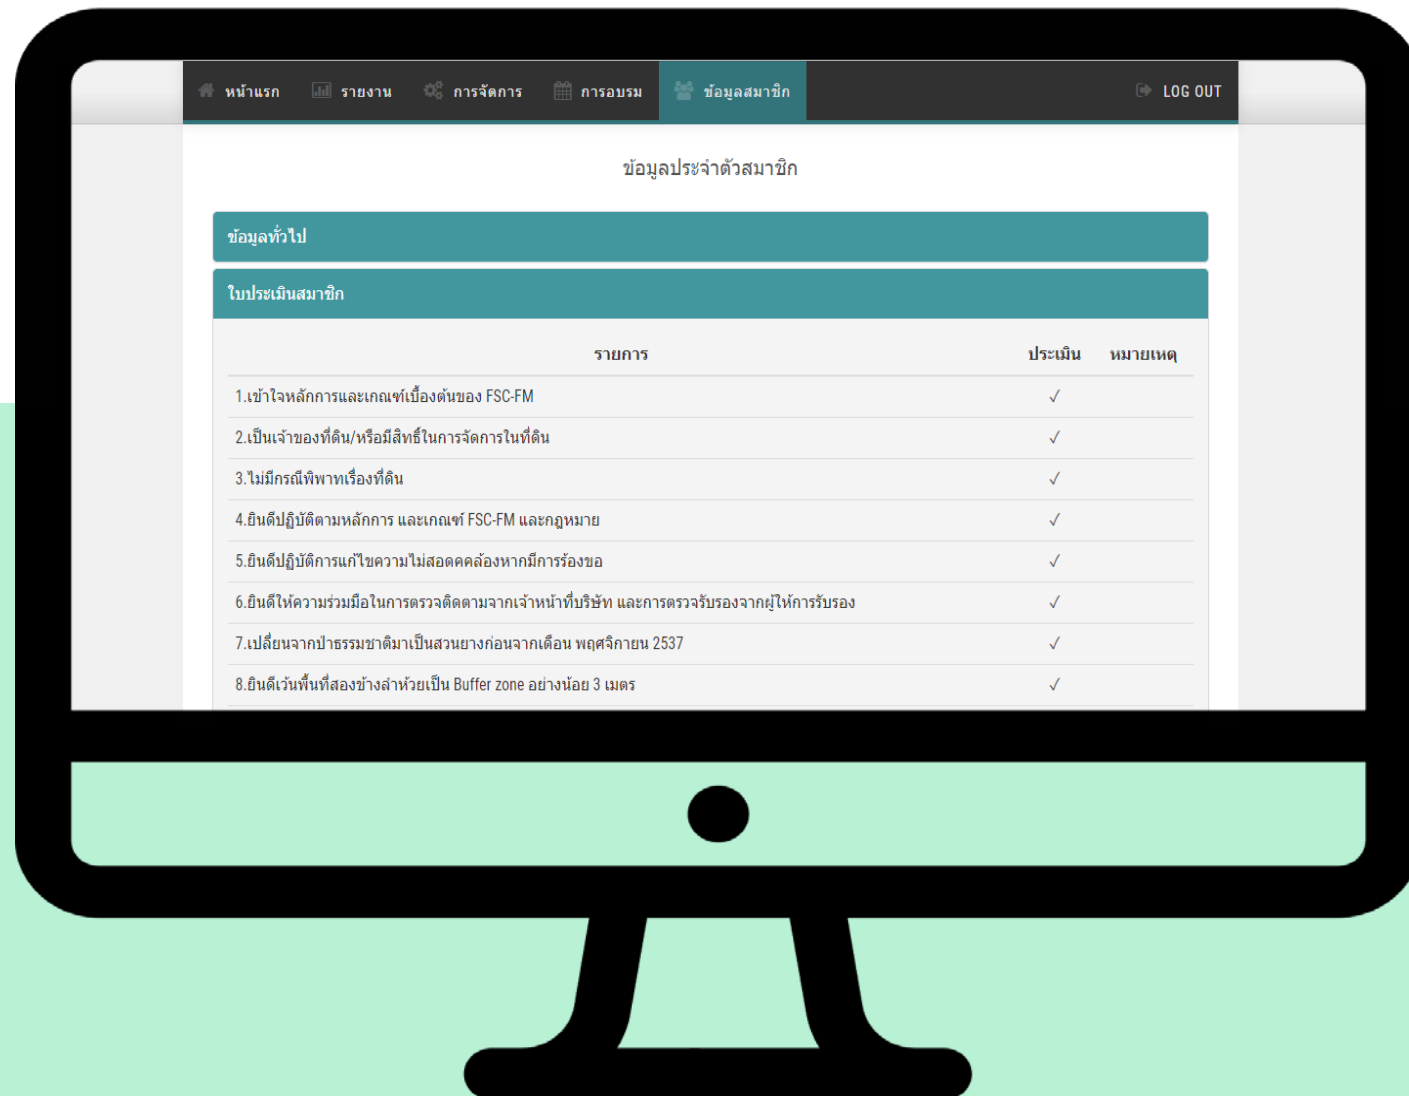 หน้าแรก รายงาน การจัดการ การอบรม ข้อมูลสมาชิก LOG OUT
ข้อมูลประจำตัวสมาชิก
ข้อมูลทั่วไป
ใบประเมินสมาชิก
รายการ ประเมิน หมายเหตุ
1.เข้าใจหลักการและเกณฑ์เบื้องต้นของ FSC-FM ✓
2.เป็นเจ้าของที่ดิน/หรือมีสิทธิ์ในการจัดการในที่ดิน ✓
3.ไม่มีกรณีพิพาทเรื่องที่ดิน ✓
4.ยินดีปฏิบัติตามหลักการ และเกณฑ์ FSC-FM และกฎหมาย ✓
5.ยินดีปฏิบัติการแก้ไขความไม่สอดคคล้องหากมีการร้องขอ ✓
6.ยินดีให้ความร่วมมือในการตรวจติดตามจากเจ้าหน้าที่บริษัท และการตรวจรับรองจากผู้ให้การรับรอง ✓
7.เปลี่ยนจากป่าธรรมชาติมาเป็นสวนยางก่อนจากเดือน พฤศจิกายน 2537 ✓
8.ยินดีเว้นพื้นที่สองข้างลำห้วยเป็น Buffer zone อย่างน้อย 3 เมตร ✓